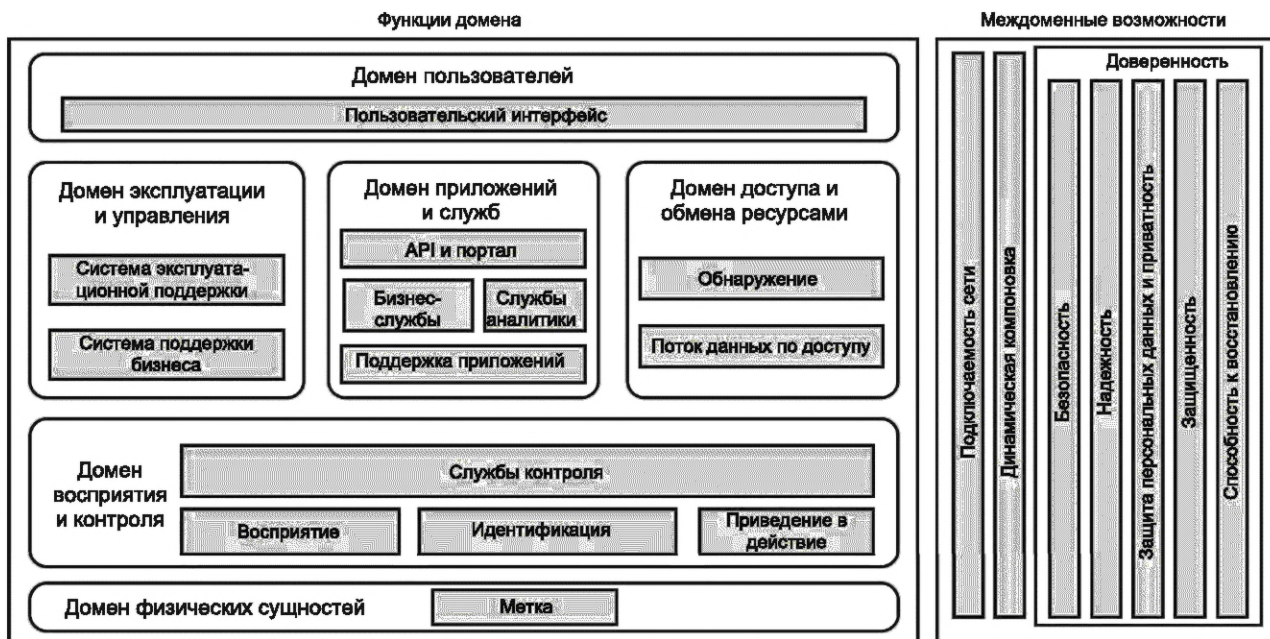 Функции домена
Междоменные возможности
Домен пользователей
Пользовательский интерфейс
Домен эксплуатации
и управления
Система эксплуата-
ционной поддержки
Система поддержки
бизнеса
Домен приложений
и служб
API и портал
Бизнес-
службы
Службы
аналитики
Поддержка приложений
Домен доступа и
обмена ресурсами
Обнаружение
Поток данных по доступу
Домен
восприятия
и контроля
Службы контроля
Восприятие
Идентификация
Приведение в
действие
Домен физических сущностей
Метка
Подключаемость сети
Динамическая компоновка
Доверенность
Безопасность
Надежность
Защита персональных данных и приватность
Защищенность
Способность к восстановлению